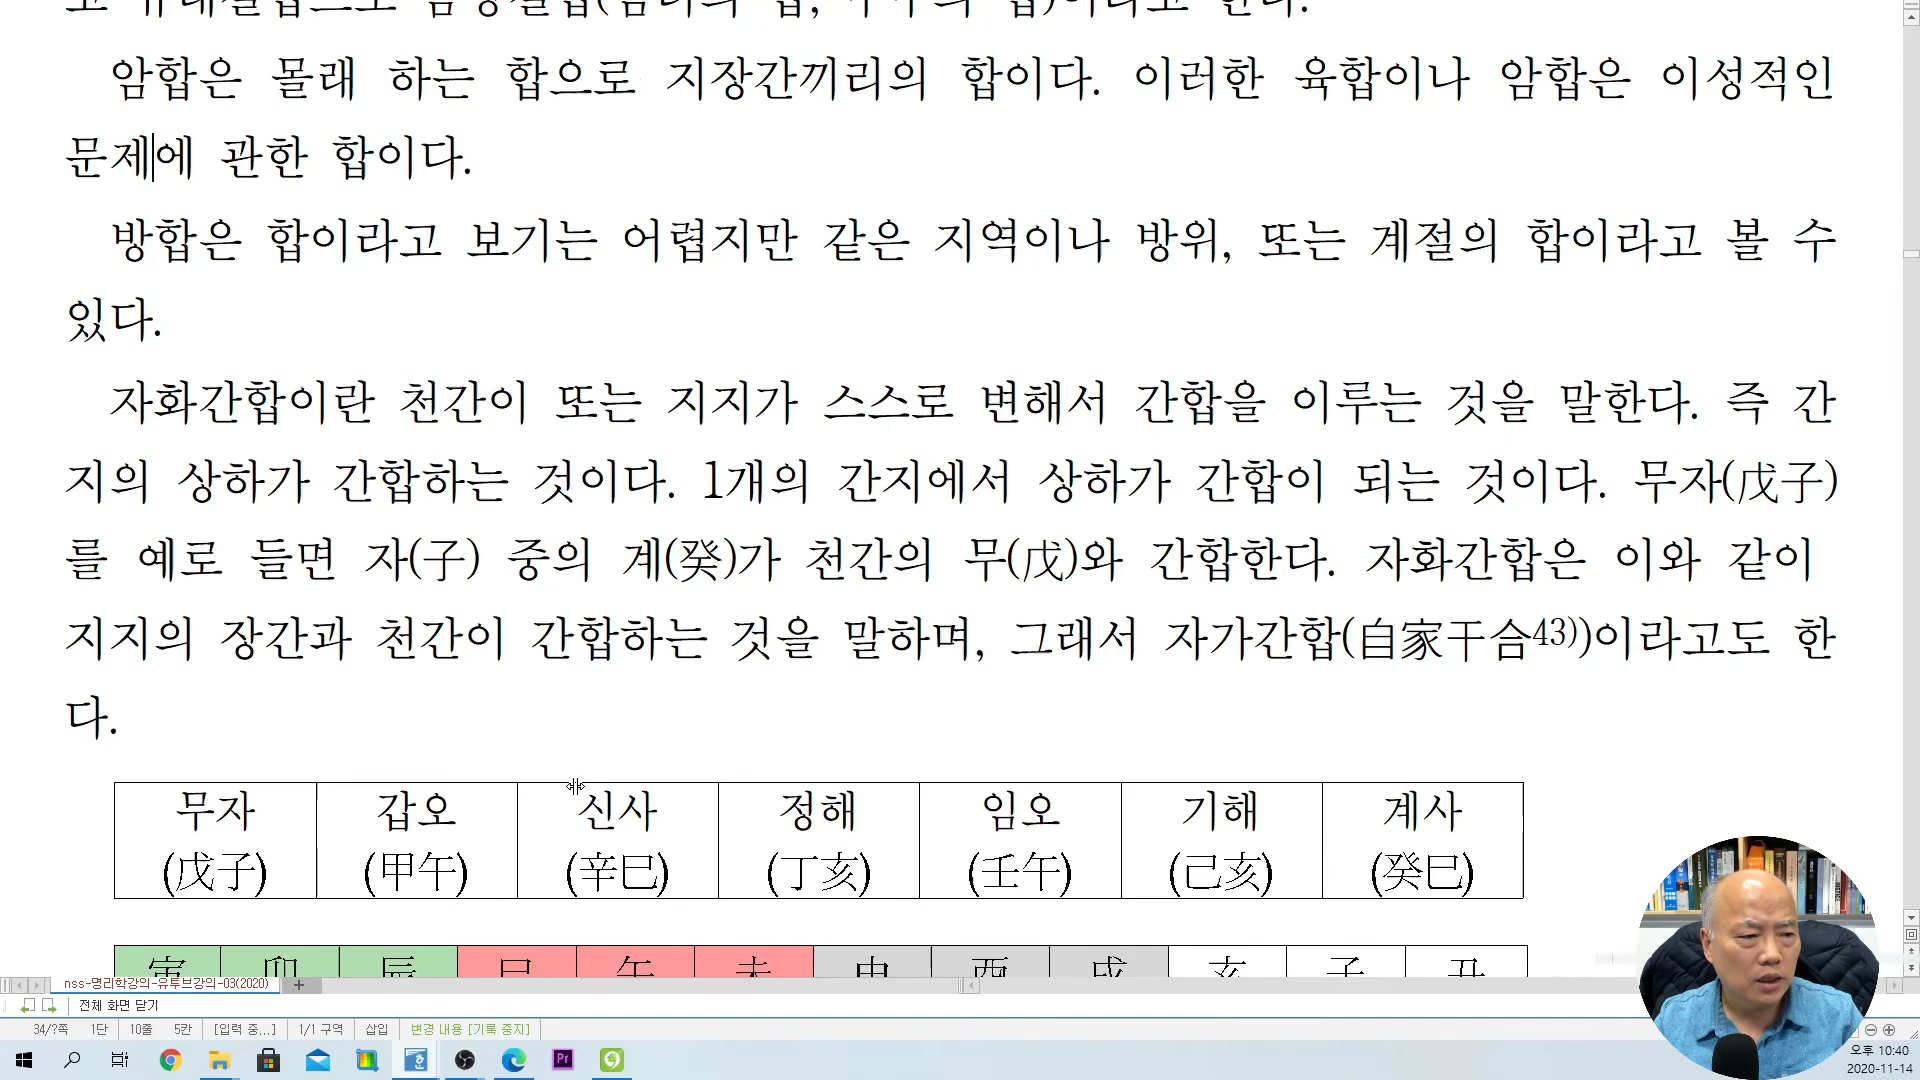 암합은 몰래 하는 합으로 지장간끼리의 합이다. 이러한 육합이나 암합은 이성적인
문제에 관한 합이다.
방합은 합이라고 보기는 어렵지만 같은 지역이나 방위, 또는 계절의 합이라고 볼 수
있다.
자화간합이란 천간이 또는 지지가 스스로 변해서 간합을 이루는 것을 말한다. 즉 간
지의 상하가 간합하는 것이다. 1개의 간지에서 상하가 간합이 되는 것이다. 무자(戊子)
를 예로 들면 자(子) 중의 계(癸)가 천간의 무(戊)와 간합한다. 자화간합은 이와 같이
지지의 장간과 천간이 간합하는 것을 말하며, 그래서 자가간합(自家干合43))이라고도 한
다.
무자 갑오 신사 정해 임오 기해 계사
(戊子) (甲午) (辛巳) (丁亥) (壬午) (己亥) (癸巳)
寅 卯 辰 巳 午 未 申 酉 戌 亥 子 丑
nss-명리학강의-유투브강의-03(2020)
전체 화면 닫기
34/?쪽 1단 10줄 5칸 [입력 중...] 1/1 구역 삽입 변경 내용 [기록 중지]
Pr
오후 10:40
2020-11-14